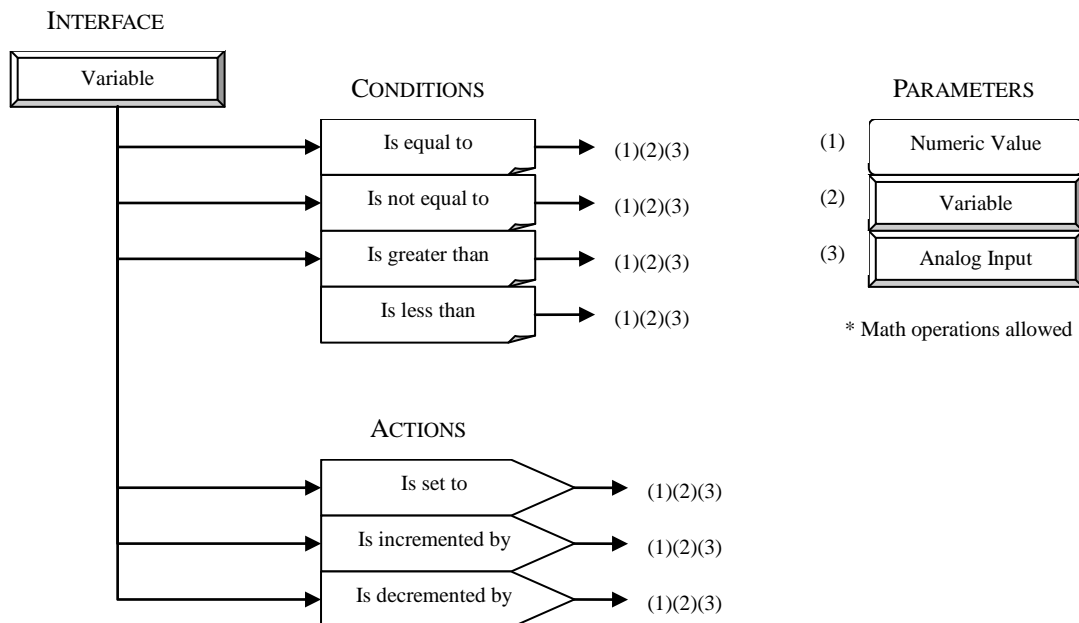 INTERFACE
Variable
CONDITIONS
PARAMETERS
Is equal to
(1)(2)(3)
(1)
Numeric Value
Is not equal to
(1)(2)(3)
(2)
Variable
Is greater than
(1)(2)(3)
(3)
Analog Input
Is less than
(1)(2)(3)
* Math operations allowed
ACTIONS
Is set to
(1)(2)(3)
Is incremented by
(1)(2)(3)
Is decremented by
(1)(2)(3)